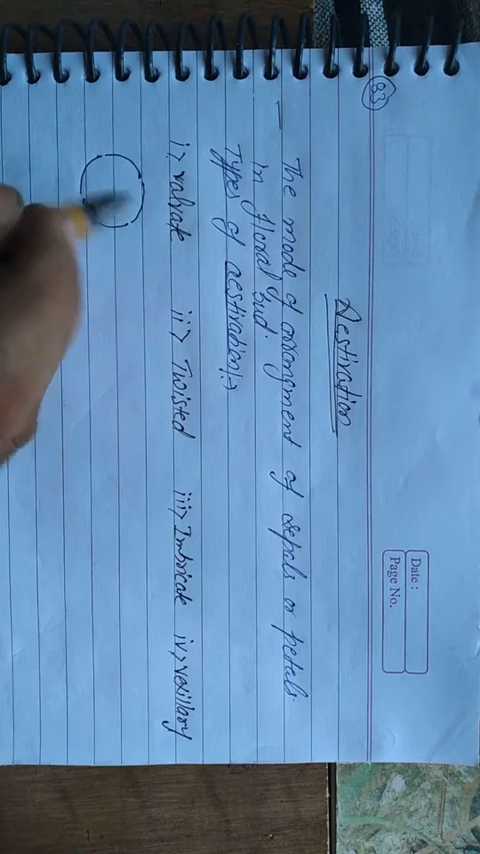 83
Date :
Page No.
Aestivation
- The mode of arrangment of sepals or petals
in floral bud.
Types of aestivation :→
i> valvate ii> Twisted iii> Imbricate iv> vexillary